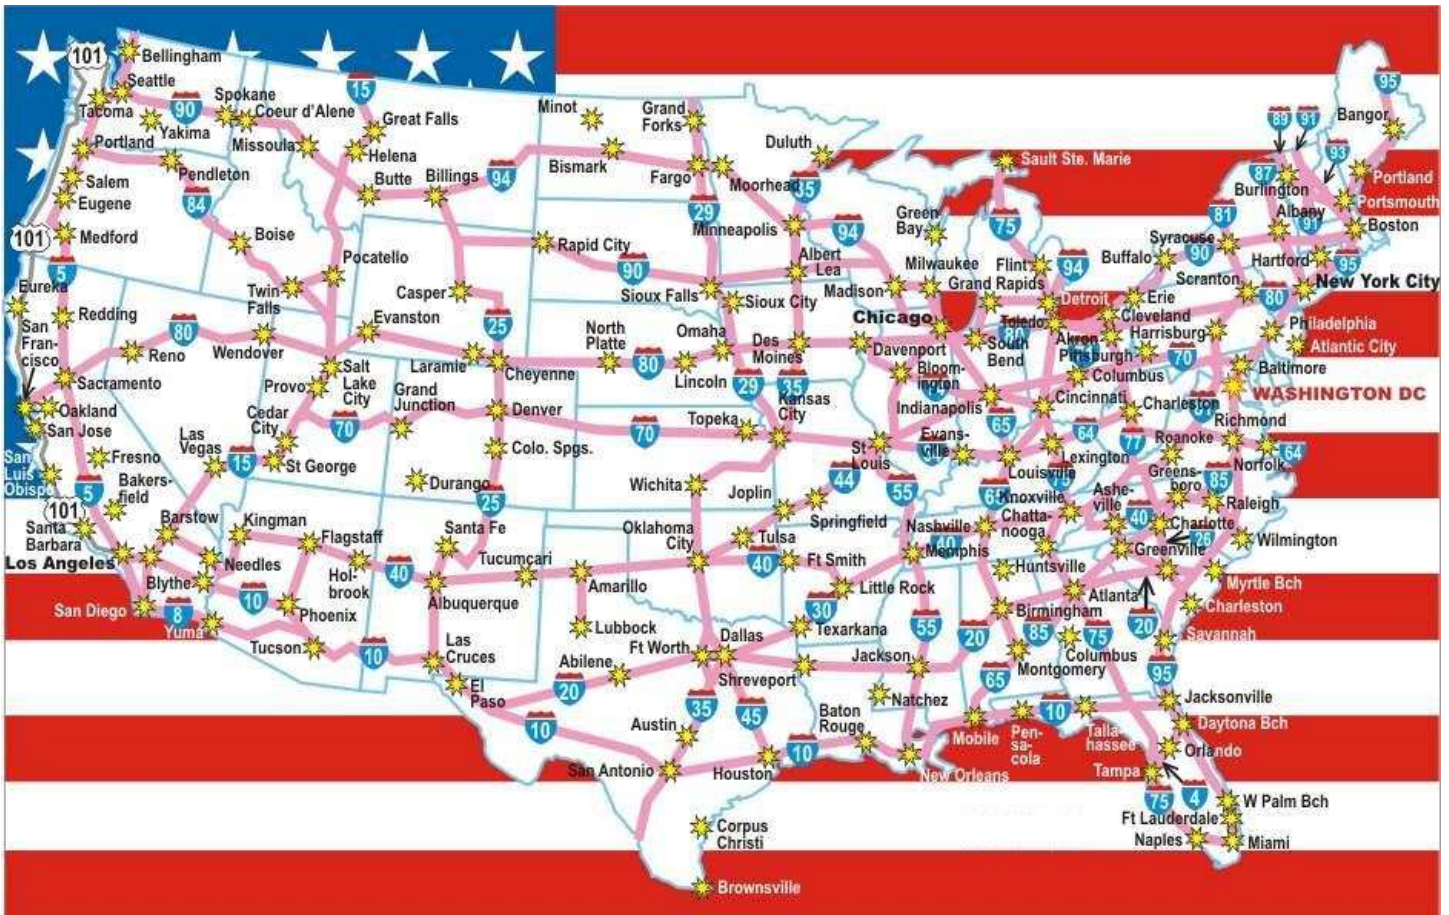 101
Bellingham
Seattle
90
Spokane
Coeur d'Alene
15
Great Falls
Minot
Grand
Forks
Duluth
Sault Ste. Marie
89
91
95
Bangor
Tacoma
Yakima
Portland
Missoula
Helena
Butte
Billings
94
Bismark
Fargo
Moorhead
35
93
87
Burlington
Portland
Portsmouth
Pendleton
84
Salem
Eugene
29
Minneapolis
94
Green
Bay
75
81
Albany
91
Boston
101
Medford
Boise
Rapid City
90
Albert
Lea
Syracuse
90
Buffalo
Hartford
95
5
Eureka
Pocatello
Twin
Falls
Casper
Sioux Falls
Sioux City
Madison
Milwaukee
Flint
94
Grand Rapids
Detroit
Erie
Scranton
80
New York City
Redding
80
Evanston
25
Chicago
Toledo
80
Cleveland
Harrisburg
Philadelphia
Atlantic City
San
Fran-
cisco
Reno
Wendover
Salt
Lake
City
Laramie
Cheyenne
North
Platte
80
Omaha
Lincoln
Des
Moines
Davenport
South
Bend
Akron
Pittsburgh
70
Baltimore
Sacramento
Provo
Grand
Junction
29
35
Bloom-
ington
Columbus
WASHINGTON DC
Oakland
San Jose
Cedar
City
70
Denver
Topeka
Kansas
City
Indianapolis
65
Cincinnati
Charleston
Richmond
Las
Vegas
15
St George
Colo. Spgs.
70
St
Louis
Evans-
ville
Louisville
64
Lexington
77
Roanoke
Norfolk
64
San
Luis
Obispo
Fresno
5
Bakers-
field
Durango
25
Wichita
Joplin
44
55
65
Knoxville
Greens-
boro
85
Raleigh
101
Santa
Barbara
Barstow
Kingman
Flagstaff
Santa Fe
Oklahoma
City
Tulsa
Springfield
Nashville
40
Chatta-
nooga
Ashe-
ville
40
Charlotte
26
Wilmington
Los Angeles
Needles
Blythe
10
Hol-
brook
40
Tucumcari
Albuquerque
Amarillo
40
Ft Smith
Memphis
Huntsville
Greenville
Myrtle Bch
San Diego
8
Yuma
Phoenix
Lubbock
Little Rock
30
Texarkana
55
20
Birmingham
Atlanta
20
Charleston
Tucson
10
Las
Cruces
El
Paso
Abilene
20
Ft Worth
Dallas
Shreveport
Jackson
85
75
Columbus
Montgomery
65
Savannah
95
10
Austin
35
45
Natchez
Baton
Rouge
10
Mobile
Pen-
sa-
cola
10
Talla-
hassee
Jacksonville
Daytona Bch
Orlando
San Antonio
Houston
New Orleans
Tampa
75
4
W Palm Bch
Ft Lauderdale
Naples
Miami
Corpus
Christi
Brownsville